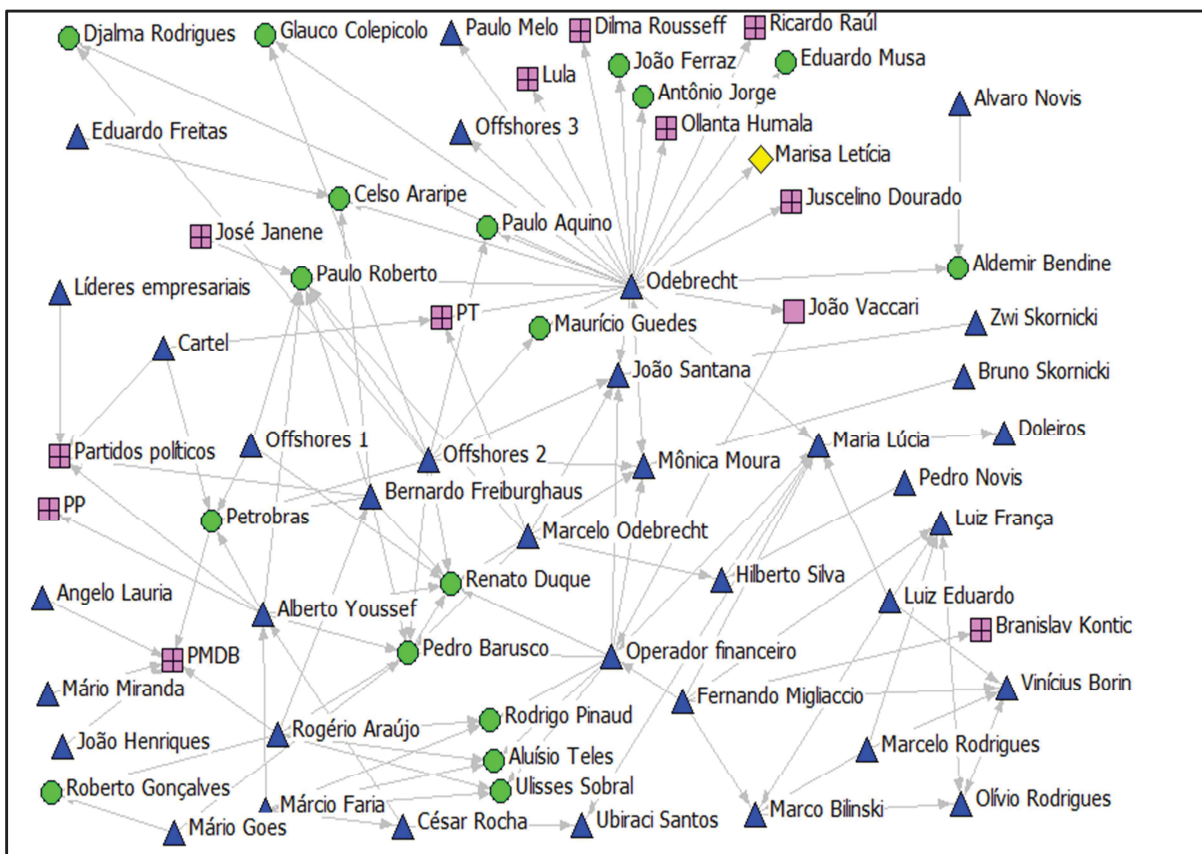 Djalma Rodrigues
Glauco Colepicolo
Paulo Melo
Dilma Rousseff
Ricardo Raúl
João Ferraz
Eduardo Musa
Lula
Antônio Jorge
Alvaro Novis
Eduardo Freitas
Offshores 3
Ollanta Humala
Marisa Letícia
Celso Araripe
Juscelino Dourado
Paulo Aquino
José Janene
Paulo Roberto
Odebrecht
Aldemir Bendine
Líderes empresariais
PT
Maurício Guedes
João Vaccari
Zwi Skornicki
Cartel
João Santana
Bruno Skornicki
Doleiros
Partidos políticos
Offshores 1
Offshores 2
Mônica Moura
Maria Lúcia
Pedro Novis
Bernardo Freiburghaus
PP
Petrobras
Marcelo Odebrecht
Luiz França
Renato Duque
Hilberto Silva
Angelo Lauria
Alberto Youssef
Luiz Eduardo
Branislav Kontic
PMDB
Pedro Barusco
Operador financeiro
Mário Miranda
Fernando Migliaccio
Vinícius Borin
Rodrigo Pinaud
João Henriques
Rogério Araújo
Marcelo Rodrigues
Aluísio Teles
Roberto Gonçalves
Ulisses Sobral
Márcio Faria
Olívio Rodrigues
Mário Goes
César Rocha
Ubiraci Santos
Marco Bilinski